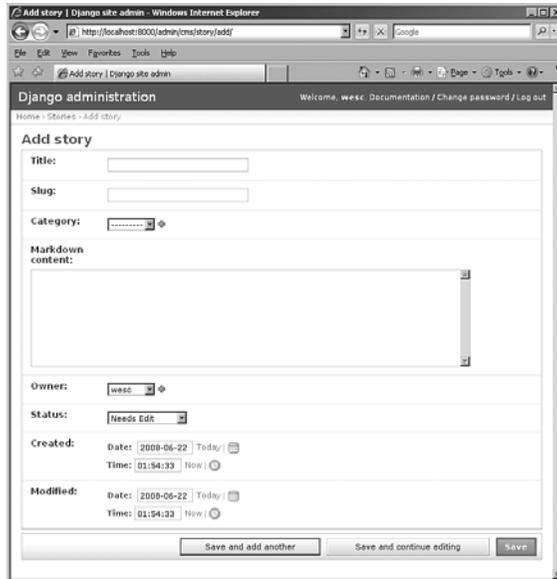 Add story | Django site admin - Windows Internet Explorer
http://localhost:8000/admin/cms/story/add/
Google
File Edit View Favorites Tools Help
Add story | Django site admin
Page Tools
Django administration
Welcome, wesc. Documentation / Change password / Log out
Home › Stories › Add story
Add story
Title:
Slug:
Category: ---------
Markdown
content:
Owner: wesc
Status: Needs Edit
Created: Date: 2008-06-22 Today |
Time: 01:54:33 Now |
Modified: Date: 2008-06-22 Today |
Time: 01:54:33 Now |
Save and add another Save and continue editing Save